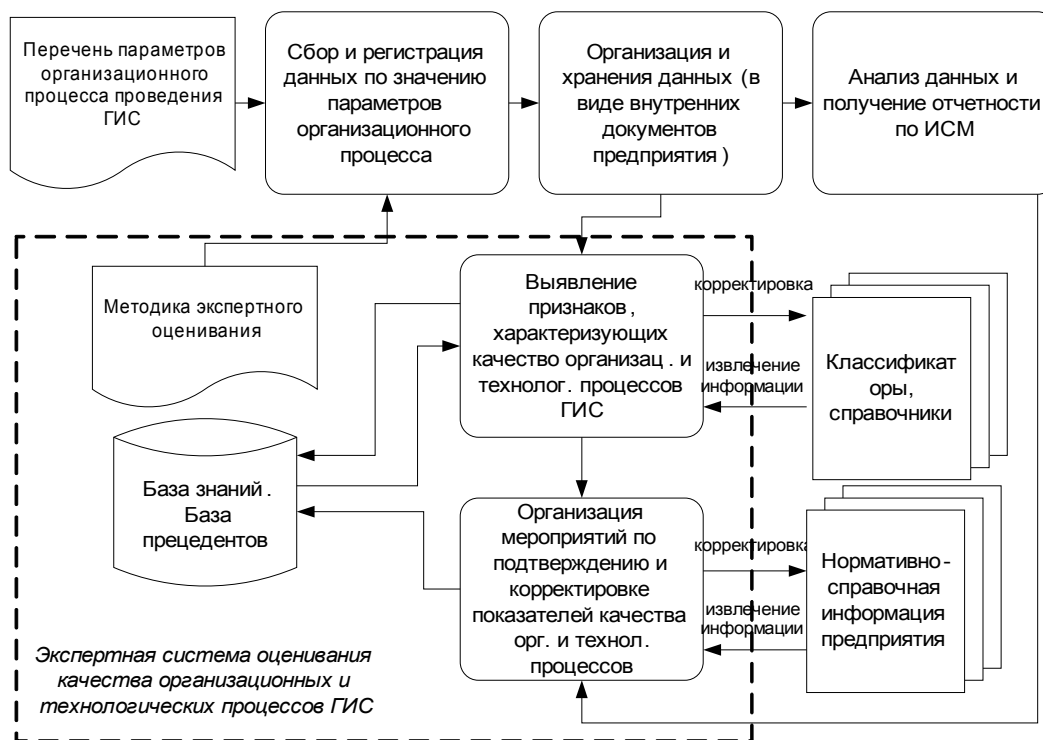 Перечень параметров
организационного
процесса проведения
ГИС
Сбор и регистрация
данных по значению
параметров
организационного
процесса
Организация и
хранения данных (в
виде внутренних
документов
предприятия )
Анализ данных и
получение отчетности
по ИСМ
Методика экспертного
оценивания
Выявление
признаков ,
характеризующих
качество организац . и
технолог. процессов
ГИС
корректировка
извлечение
информации
Классификат
оры,
справочники
База знаний .
База
прецедентов
Организация
мероприятий по
подтверждению и
корректировке
показателей качества
орг. и технол.
процессов
корректировка
извлечение
информации
Нормативно-
справочная
информация
предприятия
Экспертная система оценивания
качества организационных и
технологических процессов ГИС